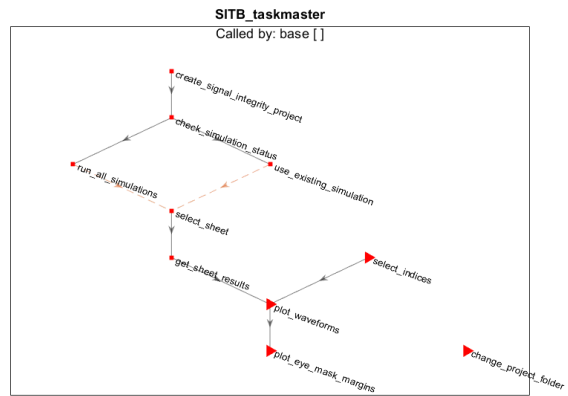 SITB_taskmaster
Called by: base [ ]
create_signal_integrity_project
check_simulation_status
run_all_simulations
use_existing_simulation
select_sheet
get_sheet_results
select_indices
plot_waveforms
plot_eye_mask_margins
change_project_folder